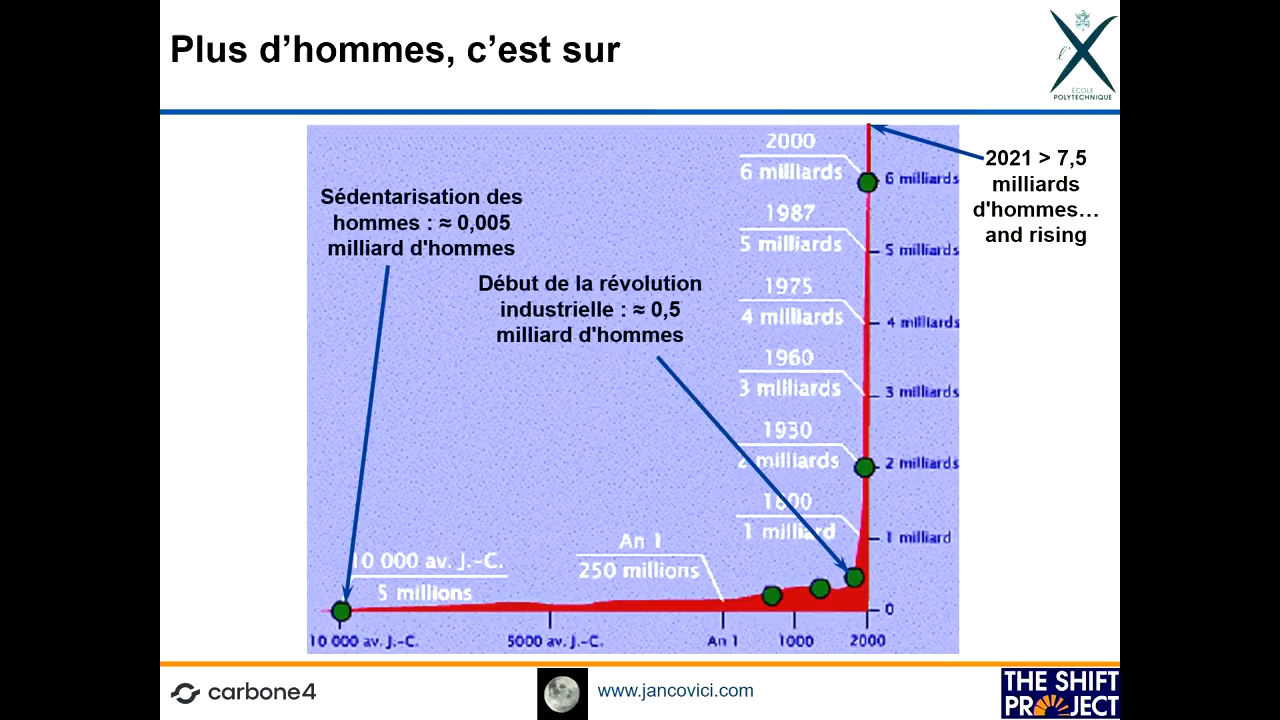 Plus d’hommes, c’est sur
ÉCOLE
POLYTECHNIQUE
2000
6 milliards
6 milliards
2021 > 7,5
milliards
d'hommes…
and rising
Sédentarisation des
hommes : ≈ 0,005
milliard d'hommes
1987
5 milliards
5 milliards
Début de la révolution
industrielle : ≈ 0,5
milliard d'hommes
1975
4 milliards
4 milliards
1960
3 milliards
3 milliards
1930
2 milliards
2 milliards
1800
1 milliard
1 milliard
An 1
250 millions
10 000 av. J.-C.
5 millions
0
10 000 av. J.-C.
5000 av. J.-C.
An 1
1000
2000
carbone4
www.jancovici.com
THE SHIFT
PROJECT